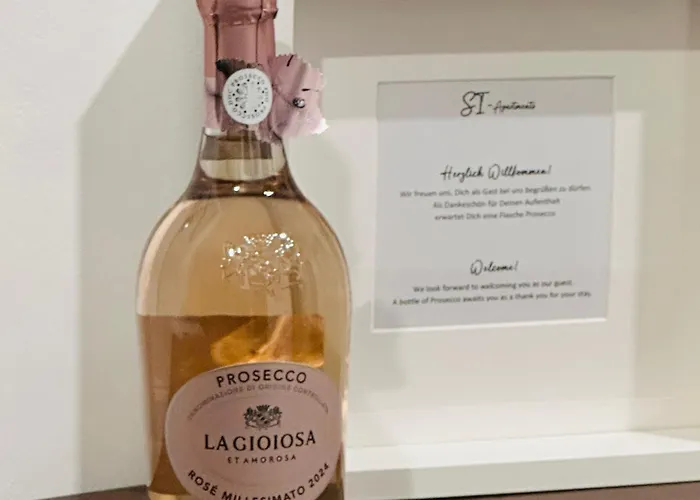 PROSECCO DOC
PROSECCO
DENOMINAZIONE DI ORIGINE CONTROLLATA
LA GIOIOSA
ET AMOROSA
ROSÉ MILLESIMATO 2024
SI-Apartments
Herzlich Willkommen!
Wir freuen uns, Dich als Gast bei uns begrüßen zu dürfen.
Als Dankeschön für Deinen Aufenthalt
erwartet Dich eine Flasche Prosecco
Welcome!
We look forward to welcoming you as our guest.
A bottle of Prosecco awaits you as a thank you for your stay.